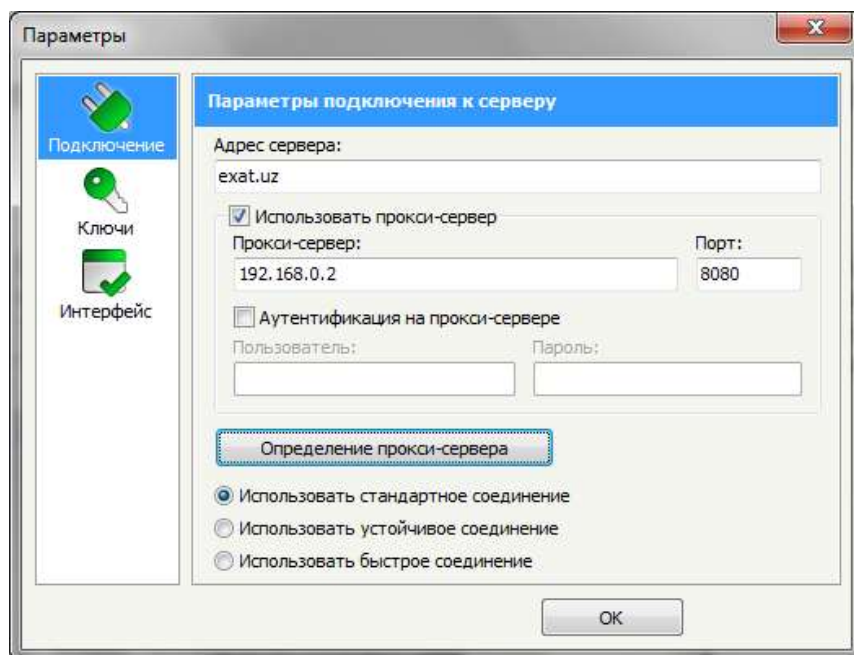 Параметры
Подключение
Ключи
Интерфейс
Параметры подключения к серверу
Адрес сервера:
exat.uz
Использовать прокси-сервер
Прокси-сервер: Порт:
192.168.0.2 8080
Аутентификация на прокси-сервере
Пользователь: Пароль:
Определение прокси-сервера
Использовать стандартное соединение
Использовать устойчивое соединение
Использовать быстрое соединение
OK